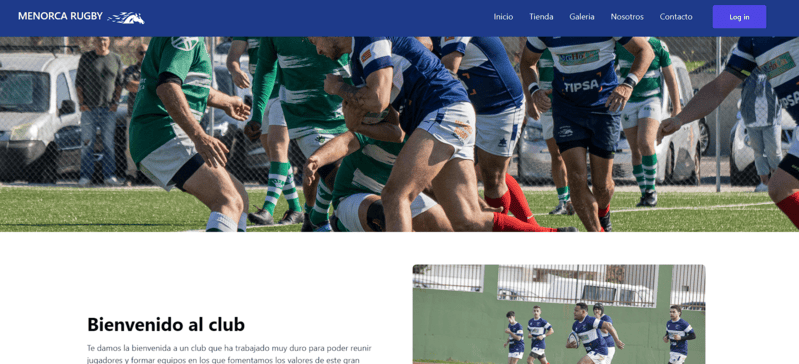 MENORCA RUGBY
Inicio
Tienda
Galeria
Nosotros
Contacto
Log in
TIPSA
Bienvenido al club
Te damos la bienvenida a un club que ha trabajado muy duro para poder reunir
jugadores y formar equipos en los que fomentamos los valores de este gran